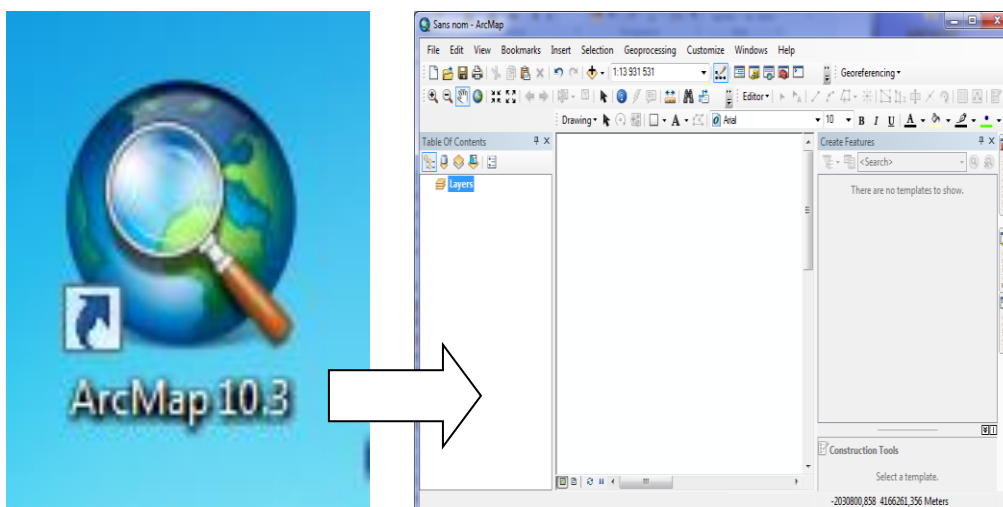 ArcMap 10.3
Sans nom - ArcMap
File Edit View Bookmarks Insert Selection Geoprocessing Customize Windows Help
1:13 931 531
Georeferencing
Editor
Drawing A Arial 10 B I U A
Table Of Contents
Layers
Create Features
<Search>
There are no templates to show.
Construction Tools
Select a template.
-2030800,858 4166261,356 Meters